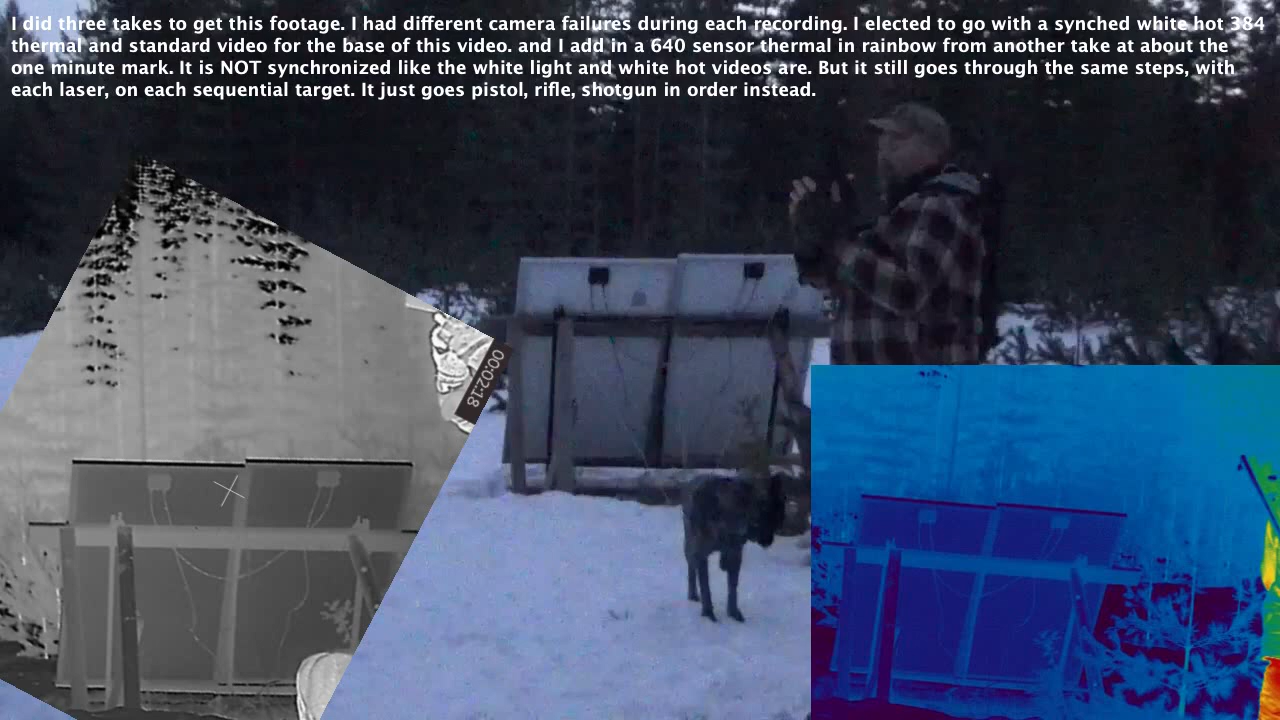 I did three takes to get this footage. I had different camera failures during each recording. I elected to go with a synched white hot 384
thermal and standard video for the base of this video. and I add in a 640 sensor thermal in rainbow from another take at about the
one minute mark. It is NOT synchronized like the white light and white hot videos are. But it still goes through the same steps, with
each laser, on each sequential target. It just goes pistol, rifle, shotgun in order instead.
00:02:18